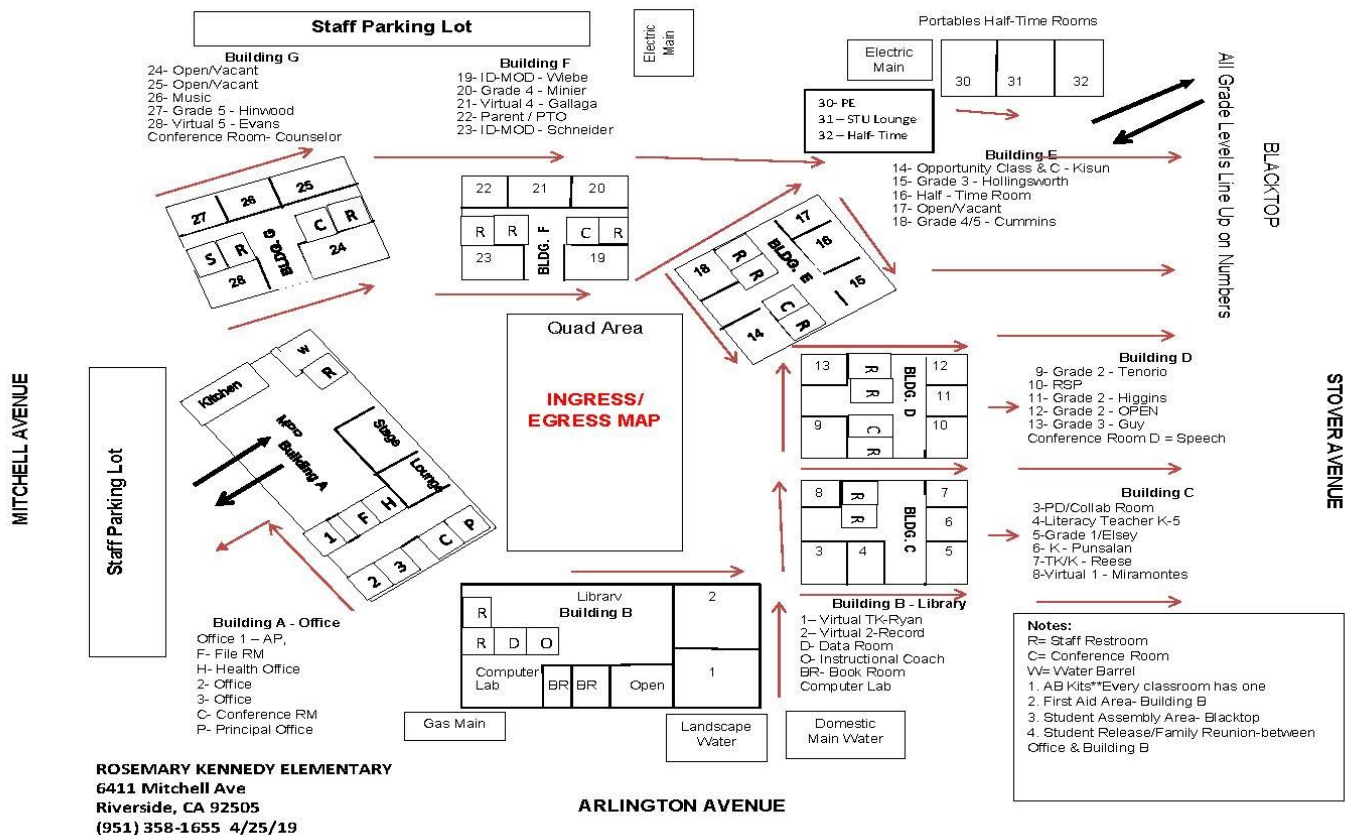 Staff Parking Lot
Electric
Main
Portables Half-Time Rooms
Electric
Main
30
31
32
30- PE
31 – STU Lounge
32 – Half- Time
All Grade Levels Line Up on Numbers
BLACKTOP
Building G
24- Open/Vacant
25- Open/Vacant
26- Music
27- Grade 5 - Hinwood
28- Virtual 5 - Evans
Conference Room- Counselor
Building F
19- ID-MOD - Wiebe
20- Grade 4 - Minier
21- Virtual 4 - Gallaga
22- Parent / PTO
23- ID-MOD - Schneider
Building E
14- Opportunity Class & C - Kisun
15- Grade 3 - Hollingsworth
16- Half - Time Room
17- Open/Vacant
18- Grade 4/5 - Cummins
27
26
25
S
R
BLDG. G
C
R
28
24
22
21
20
R
R
C
R
23
BLDG. F
19
17
18
R
R
BLDG. E
16
C
R
15
14
Quad Area
INGRESS/
EGRESS MAP
MITCHELL AVENUE
Staff Parking Lot
Kitchen
W
R
Building A
Stage
Lounge
1
F
H
2
3
C
P
13
R
R
BLDG. D
12
11
9
C
R
10
Building D
9- Grade 2 - Tenorio
10- RSP
11- Grade 2 - Higgins
12- Grade 2 - OPEN
13- Grade 3 - Guy
Conference Room D = Speech
STOVER AVENUE
8
R
R
BLDG.C
7
6
3
4
5
Building C
3-PD/Collab Room
4-Literacy Teacher K-5
5-Grade 1/Elsey
6- K - Punsalan
7-TK/K - Reese
8-Virtual 1 - Miramontes
Building A - Office
Office 1 – AP,
F- File RM
H- Health Office
2- Office
3- Office
C- Conference RM
P- Principal Office
Library
Building B
R
R
D
O
Computer
Lab
BR
BR
Open
2
1
Gas Main
Landscape
Water
Domestic
Main Water
Building B - Library
1– Virtual TK-Ryan
2– Virtual 2-Record
D- Data Room
O- Instructional Coach
BR- Book Room
Computer Lab
Notes:
R= Staff Restroom
C= Conference Room
W= Water Barrel
1. AB Kits**Every classroom has one
2. First Aid Area- Building B
3. Student Assembly Area- Blacktop
4. Student Release/Family Reunion-between
Office & Building B
ROSEMARY KENNEDY ELEMENTARY
6411 Mitchell Ave
Riverside, CA 92505
(951) 358-1655 4/25/19
ARLINGTON AVENUE